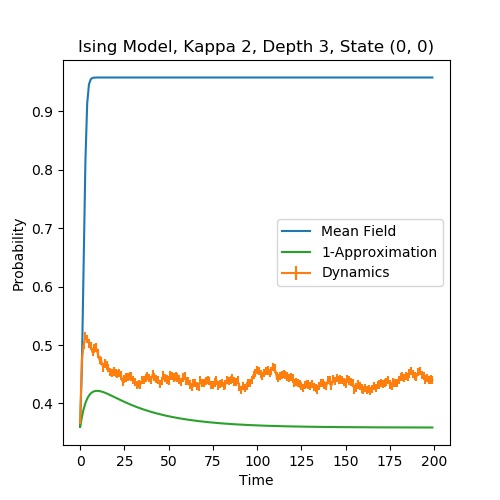 Ising Model, Kappa 2, Depth 3, State (0, 0)
0.9
0.8
0.7
0.6
0.5
0.4
Probability
Mean Field
1-Approximation
Dynamics
0 25 50 75 100 125 150 175 200
Time